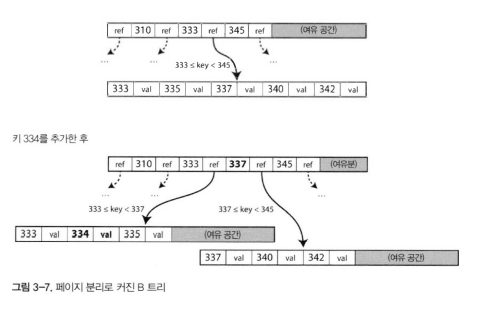 ref 310 ref 333 ref 345 ref (여유 공간)
... ... ...
333 ≤ key < 345
333 val 335 val 337 val 340 val 342 val
키 334를 추가한 후
ref 310 ref 333 ref 337 ref 345 ref (여유분)
... ... ...
333 ≤ key < 337 337 ≤ key < 345
333 val 334 val 335 val (여유 공간)
337 val 340 val 342 val (여유 공간)
그림 3-7. 페이지 분리로 커진 B 트리